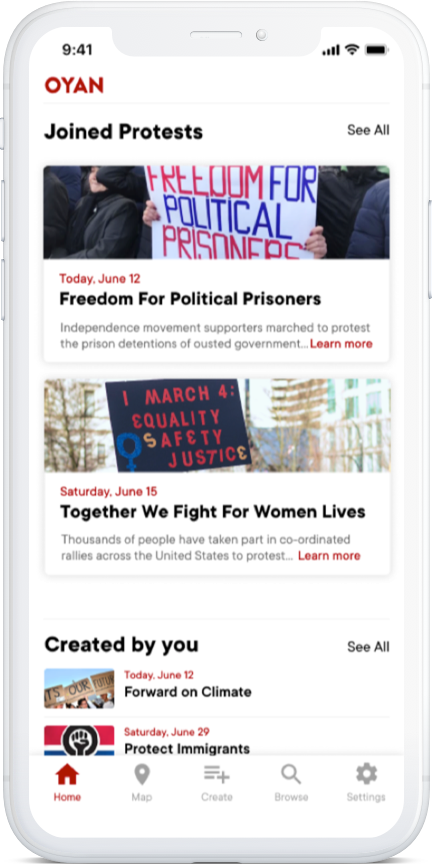 9:41
OYAN
Joined Protests
See All
FREEDOM FOR
POLITICAL
PRISONERS
Today, June 12
Freedom For Political Prisoners
Independence movement supporters marched to protest
the prison detentions of ousted government... Learn more
I MARCH 4:
EQUALITY
SAFETY
JUSTICE
Saturday, June 15
Together We Fight For Women Lives
Thousands of people have taken part in co-ordinated
rallies across the United States to protest... Learn more
Created by you
See All
OUR
Today, June 12
Forward on Climate
Saturday, June 29
Protect Immigrants
Home
Map
Create
Browse
Settings